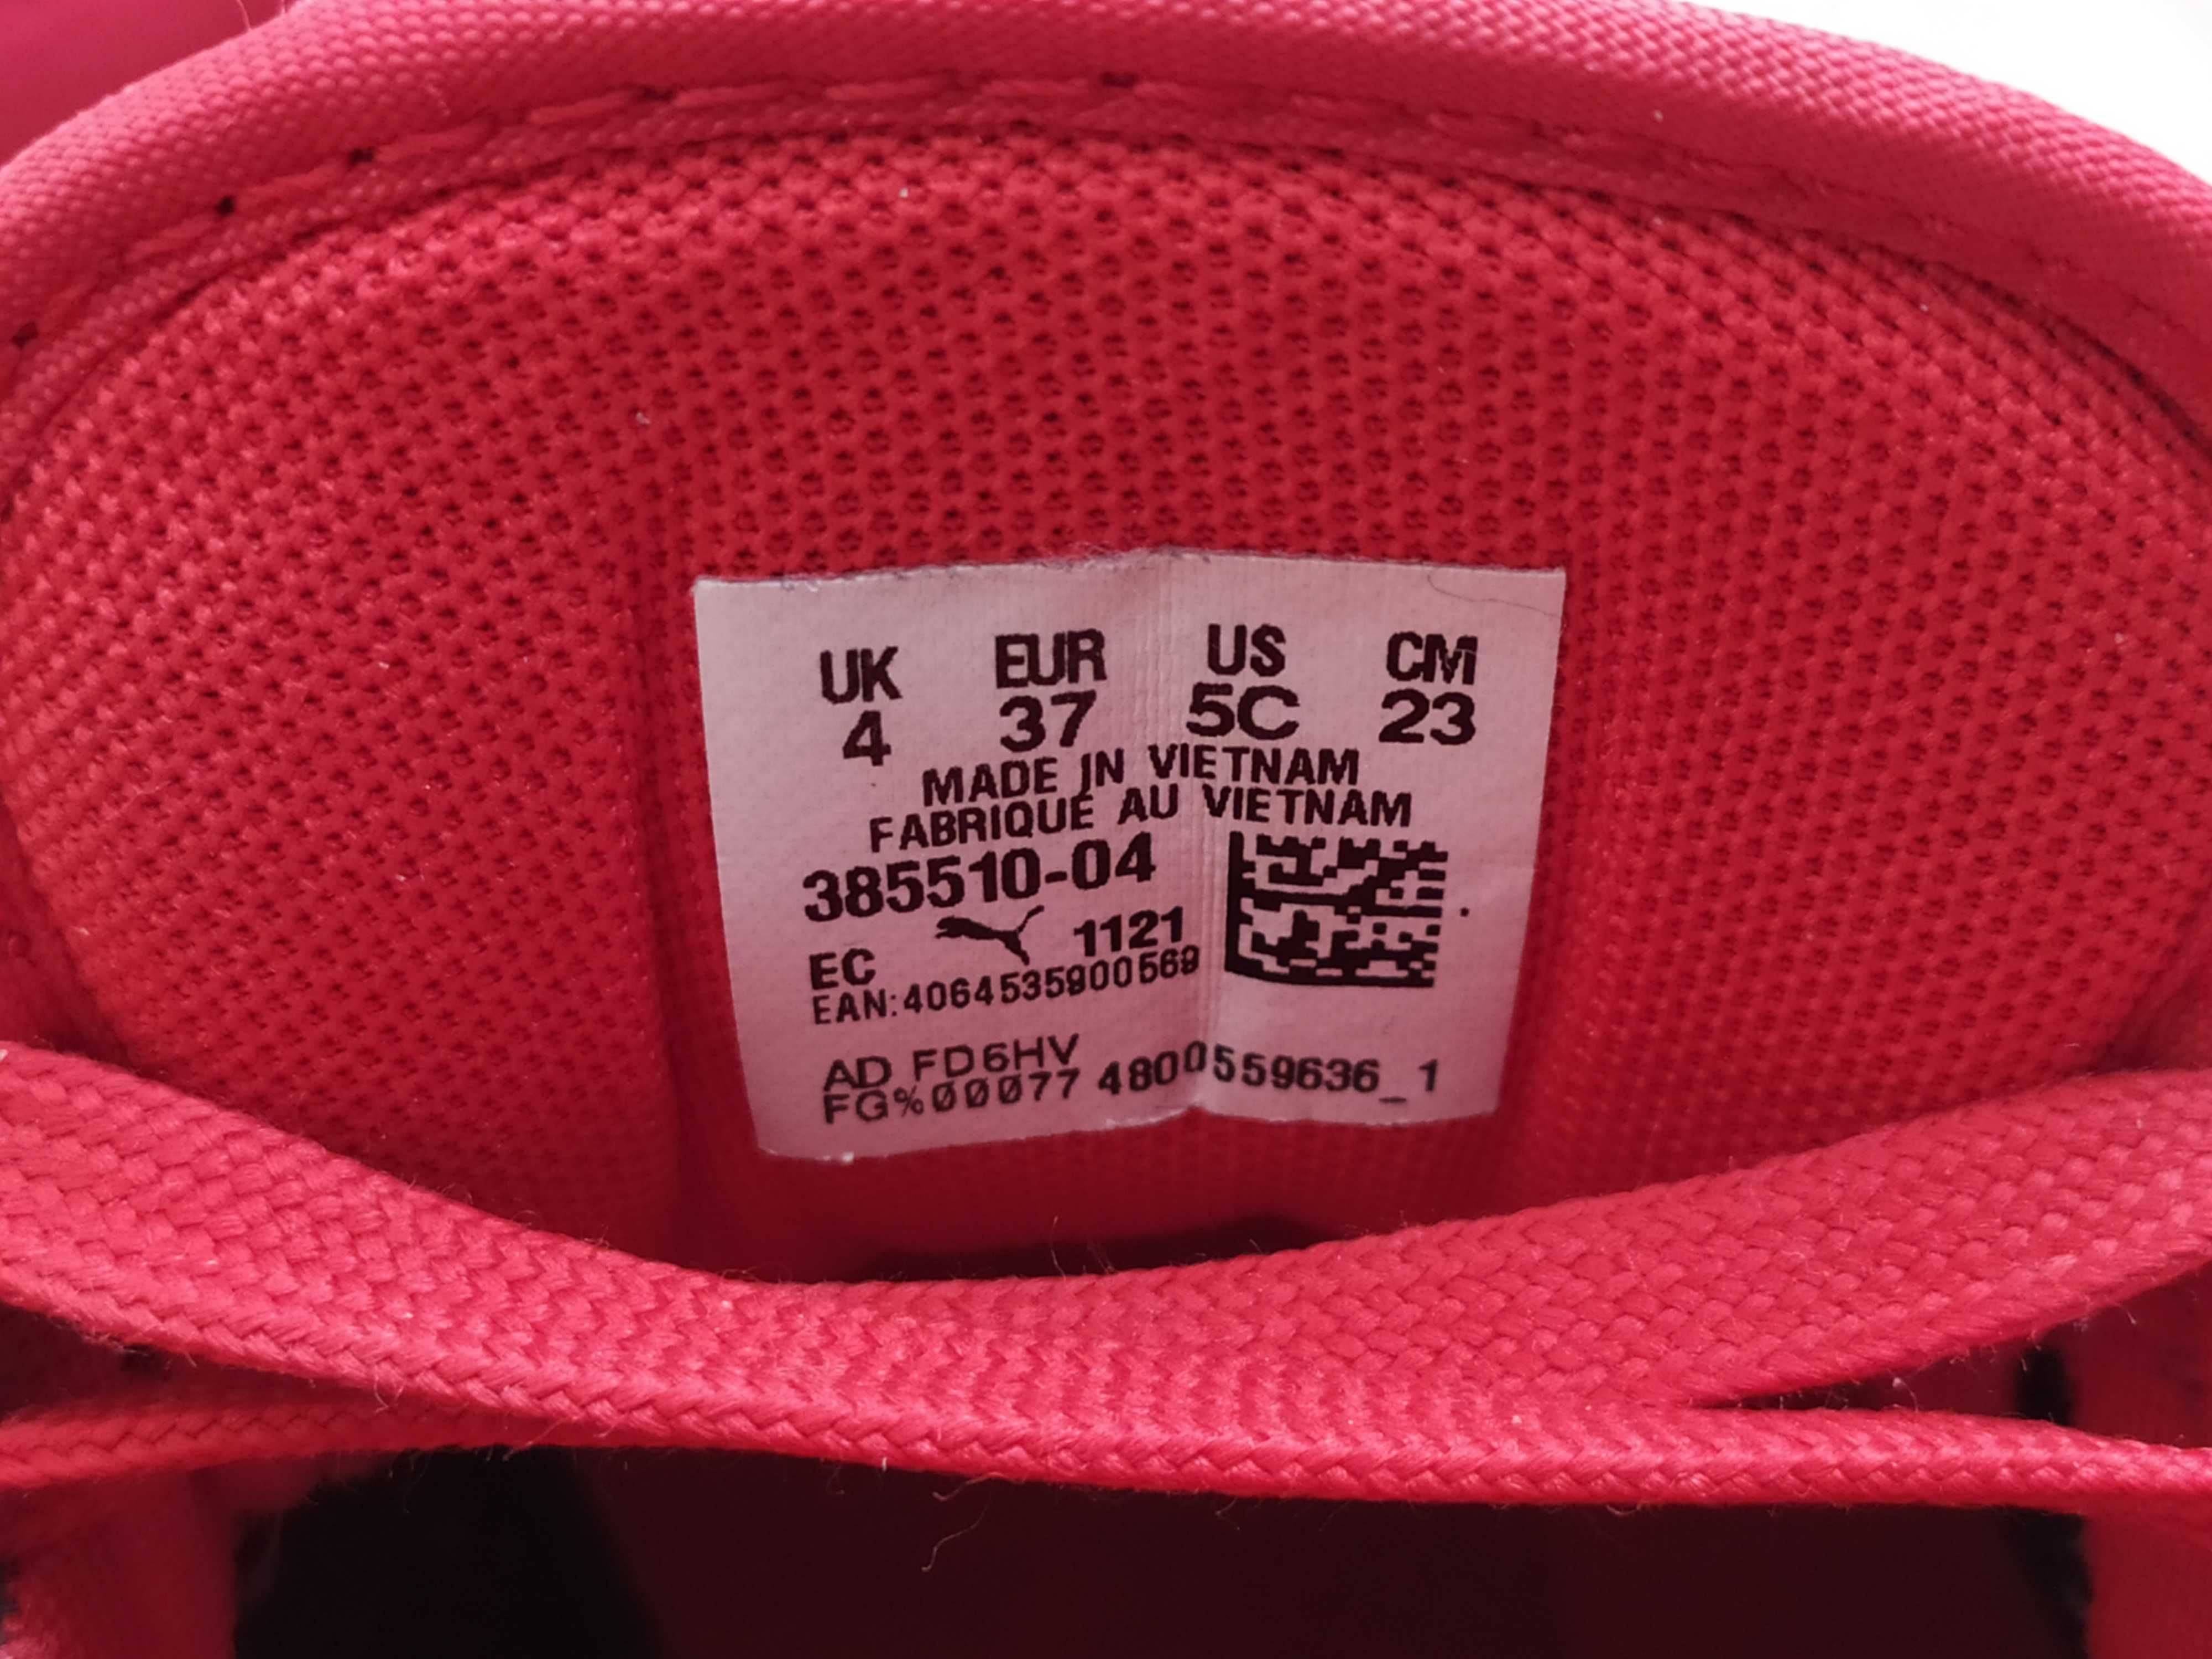 UK EUR US CM
4 37 5C 23
MADE IN VIETNAM
FABRIQUÉ AU VIETNAM
385510-04
EC 1121
EAN:4064535900569
AD FD6HV
FG%00077 4800559636_1